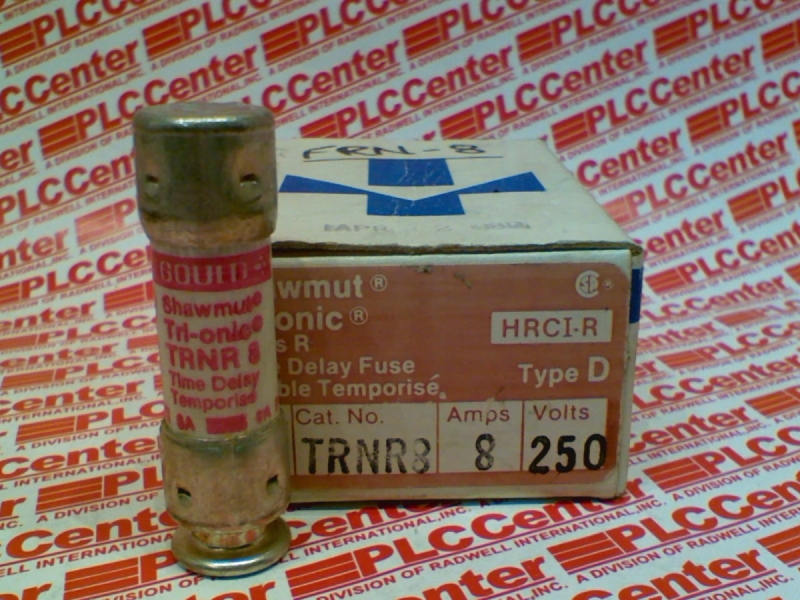 FRN-8
GOULD
Shawmut®
Tri-onic®
TRNR 8
Time Delay
Temporisé
8A
wmut®
onic®
s R
Delay Fuse
ble Temporisé
HRCI-R
Type D
Cat. No.
TRNR8
Amps
8
Volts
250
PLCCenter
A DIVISION OF RADWELL INTERNATIONAL, INC.